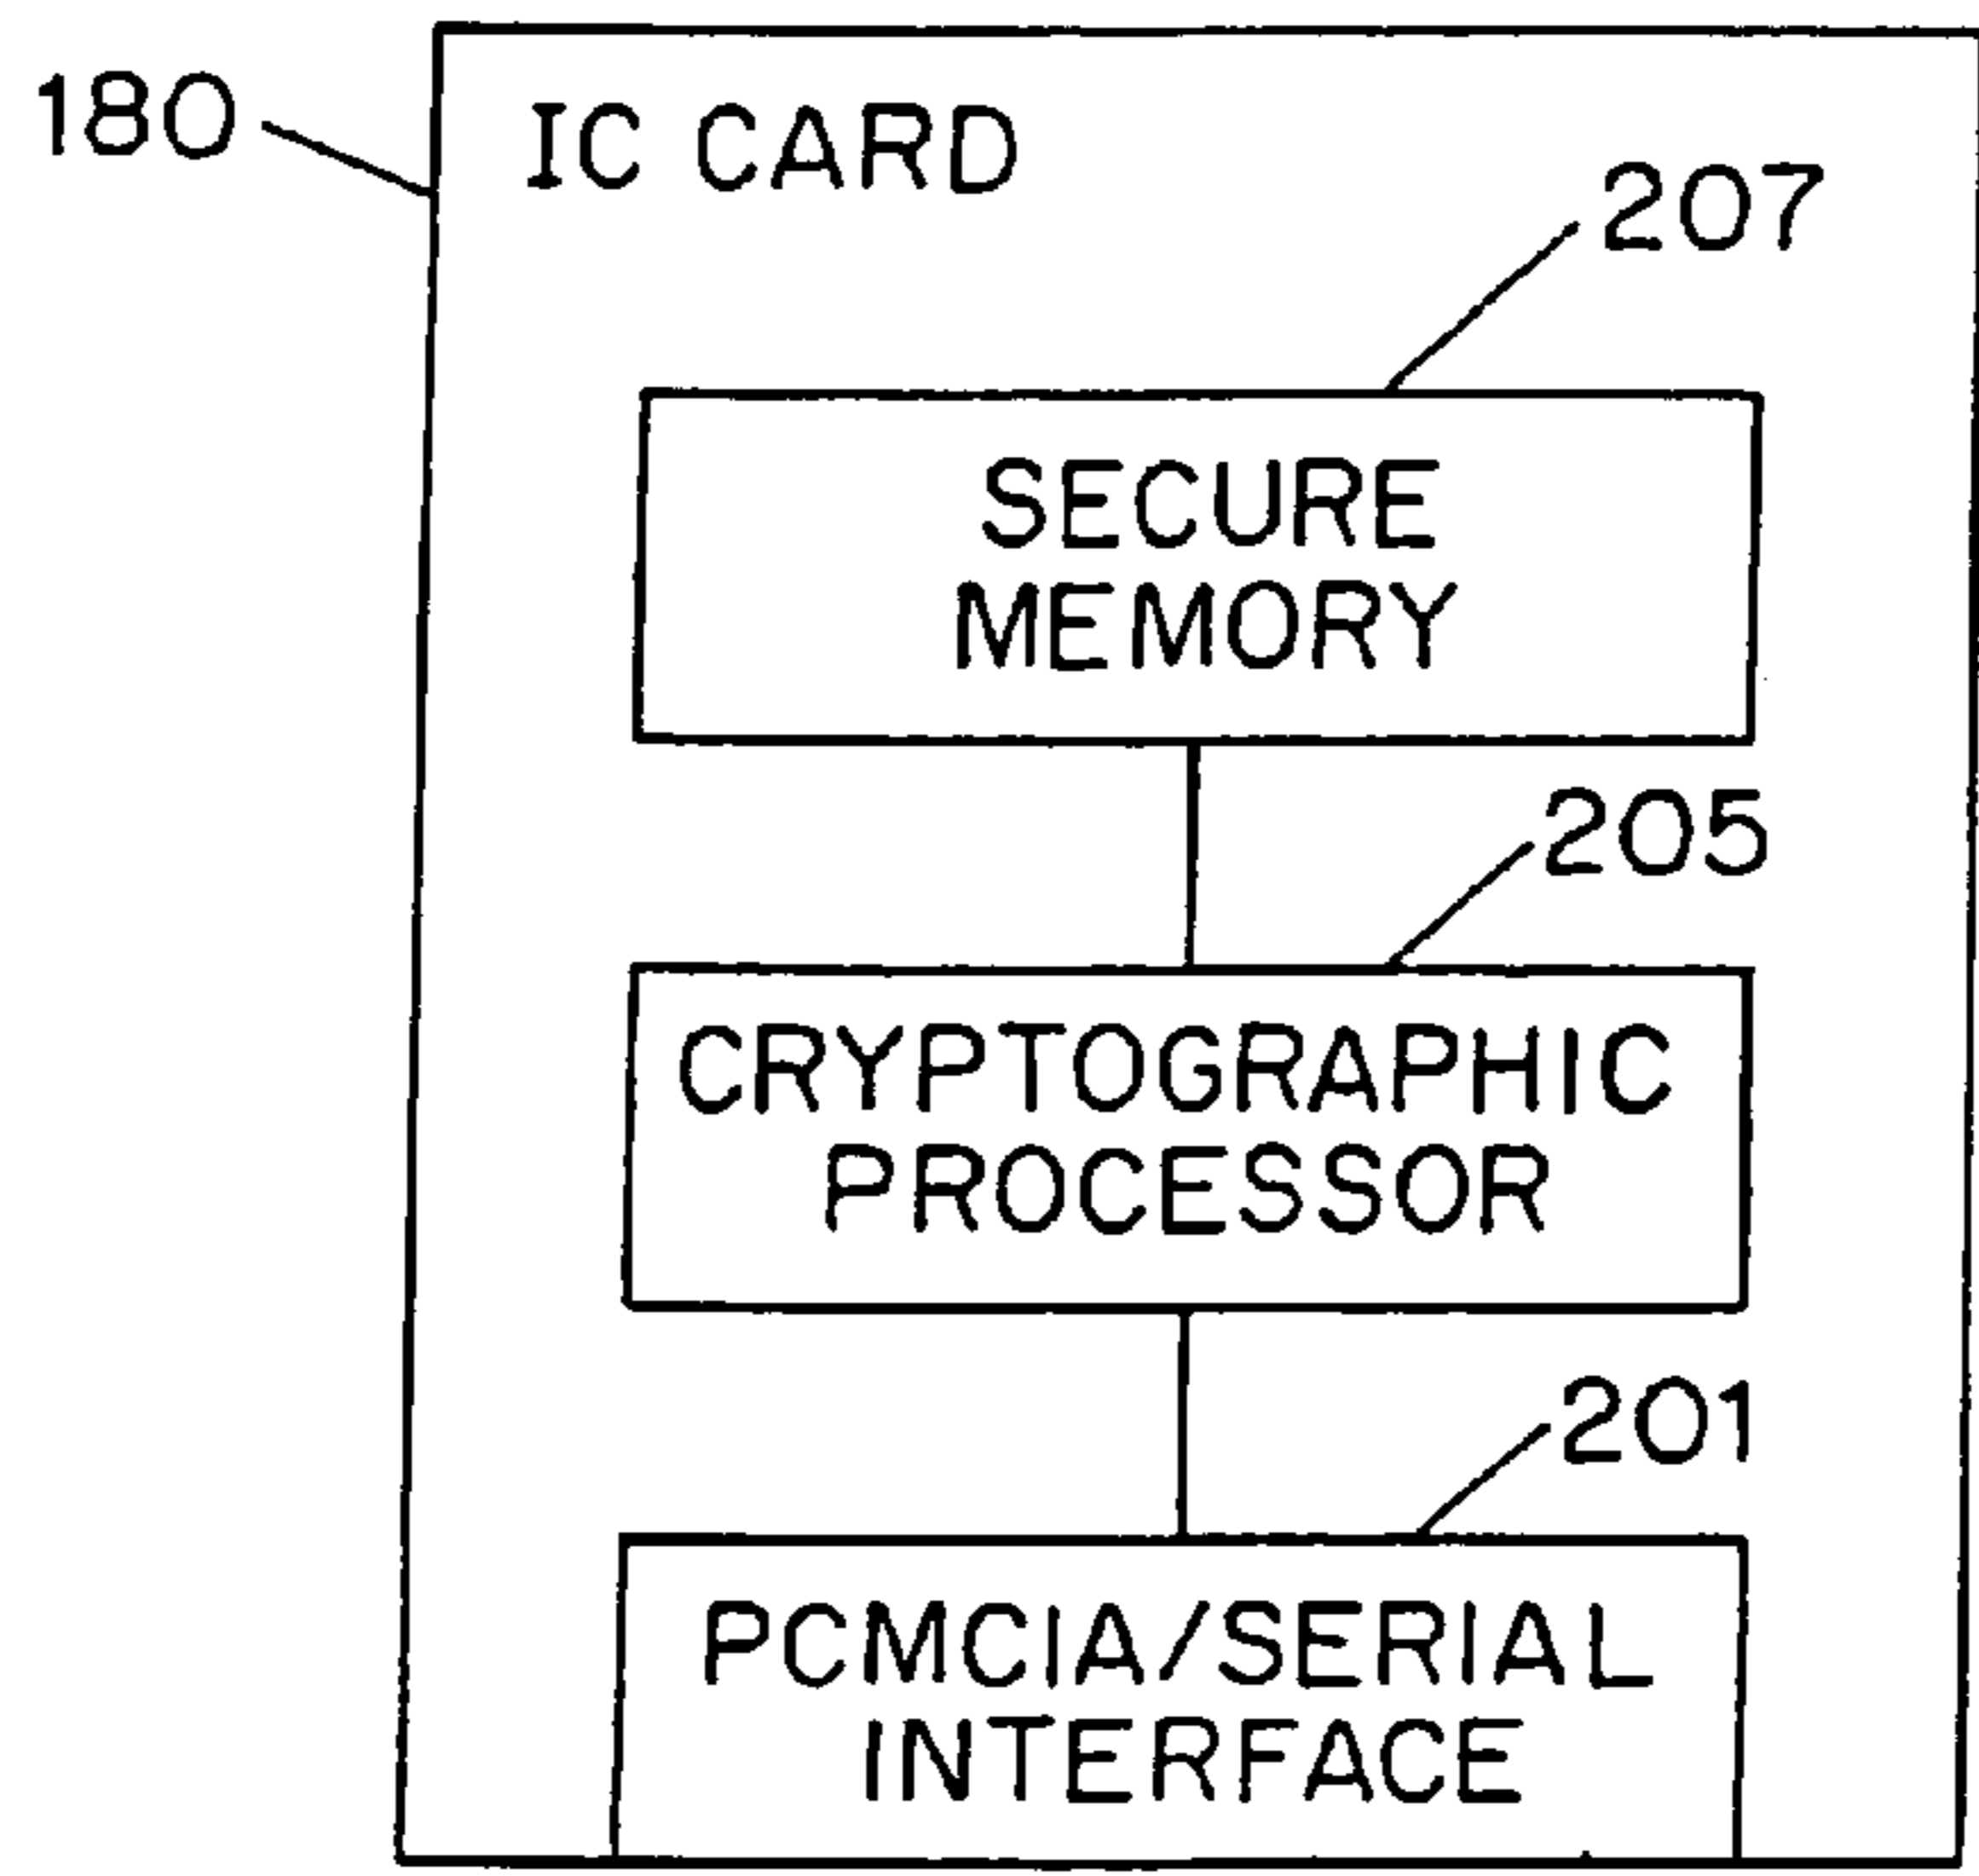 180
IC CARD
207
SECURE
MEMORY
205
CRYPTOGRAPHIC
PROCESSOR
201
PCMCIA/SERIAL
INTERFACE